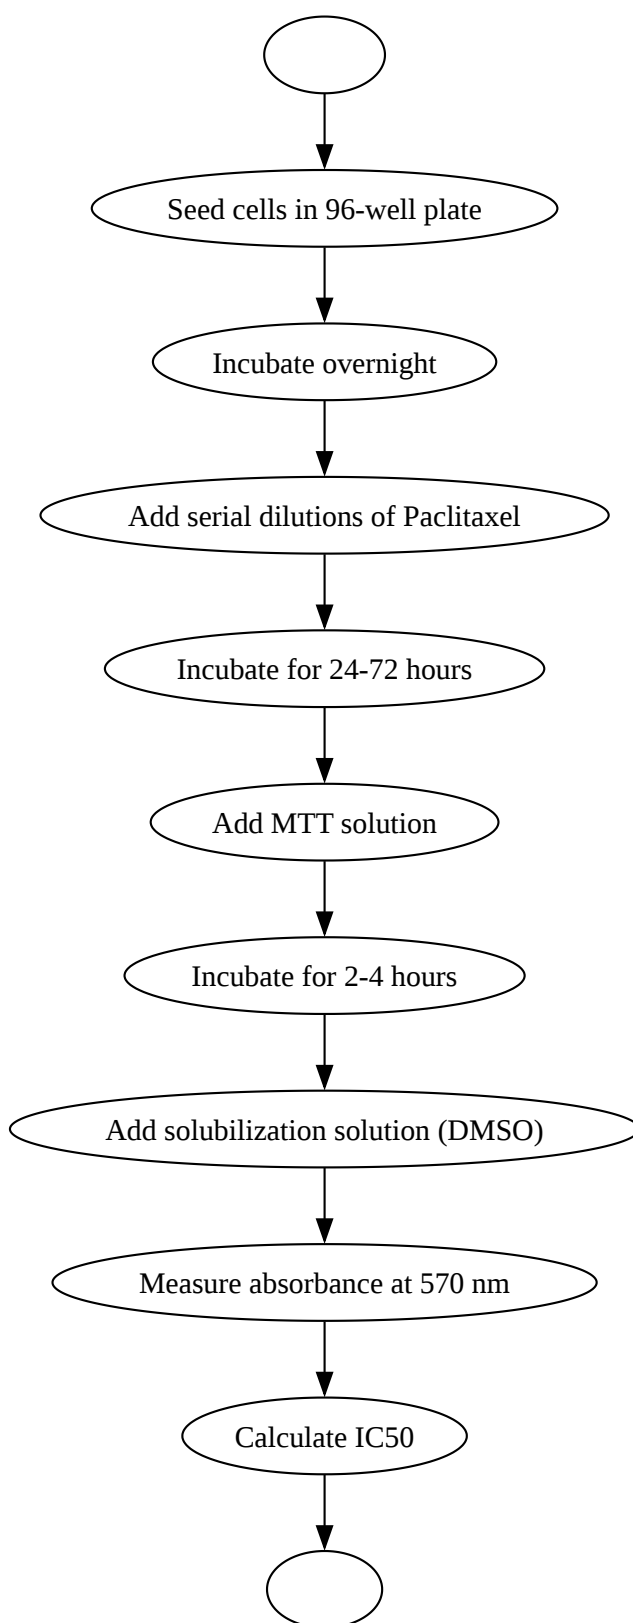 Seed cells in 96-well plate
Incubate overnight
Add serial dilutions of Paclitaxel
Incubate for 24-72 hours
Add MTT solution
Incubate for 2-4 hours
Add solubilization solution (DMSO)
Measure absorbance at 570 nm
Calculate IC50